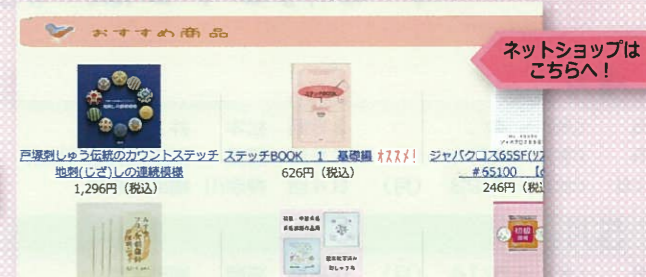 おすすめ商品
ネットショップは
こちらへ！
戸塚刺しゅう伝統のカウントステッチ
地刺(じざ)しの連続模様
1,296円（税込）
ステッチBOOK 1 基礎編 オススメ！
626円（税込）
ジャバクロス65SF(ソフ
＃65100 【
246円（税込
初級